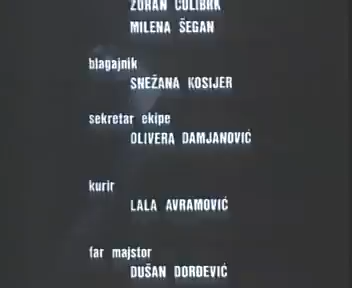 ZORAN ĆULIBRK
MILENA ŠEGAN
blagajnik
SNEŽANA KOSIJER
sekretar ekipe
OLIVERA DAMJANOVIĆ
kurir
LALA AVRAMOVIĆ
far majstor
DUŠAN ĐORĐEVIĆ